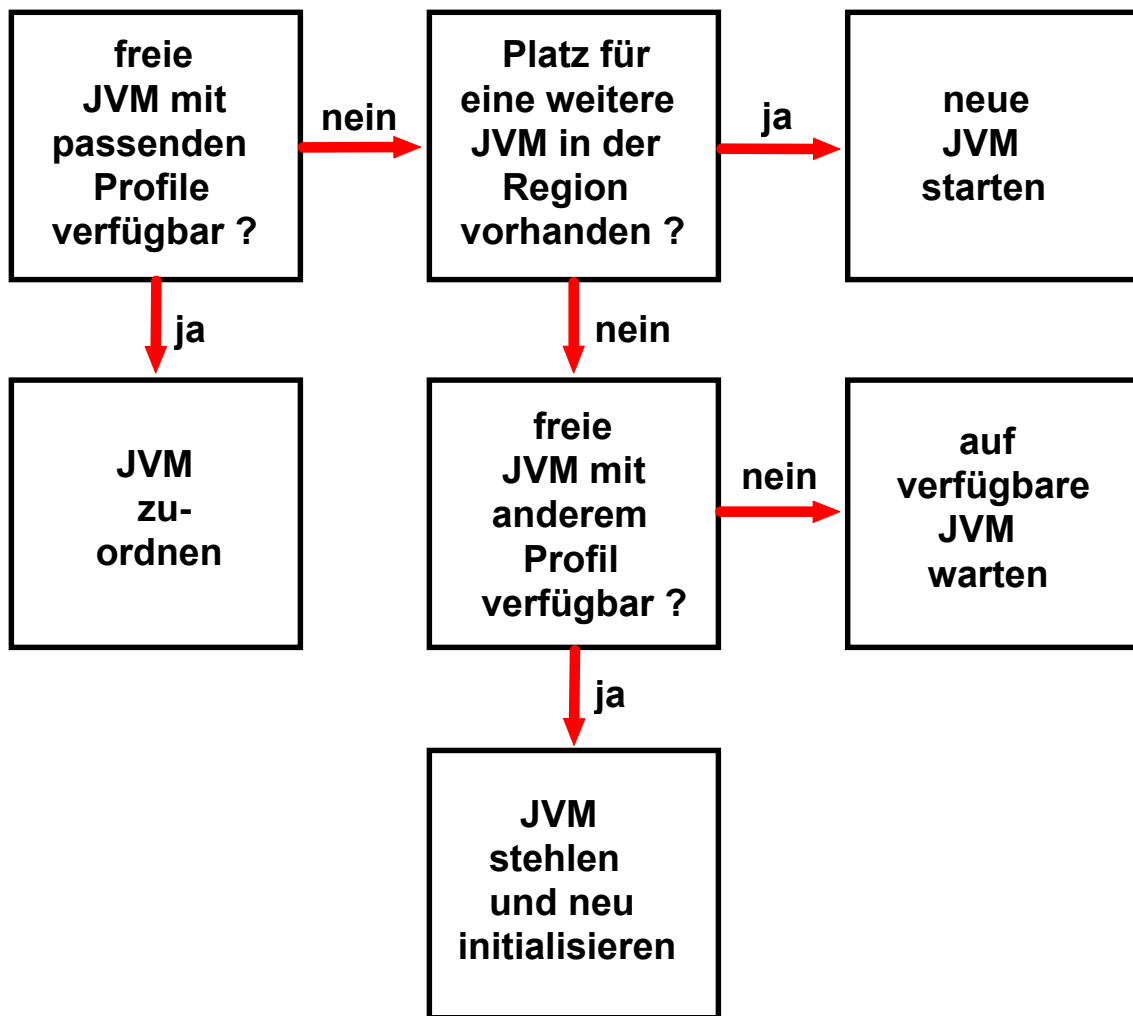 freie
JVM mit
passenden
Profile
verfügbar ?
nein
Platz für
eine weitere
JVM in der
Region
vorhanden ?
ja
neue
JVM
starten
ja
nein
JVM
zu-
ordnen
freie
JVM mit
anderem
Profil
verfügbar ?
nein
auf
verfügbare
JVM
warten
ja
JVM
stehlen
und neu
initialisieren